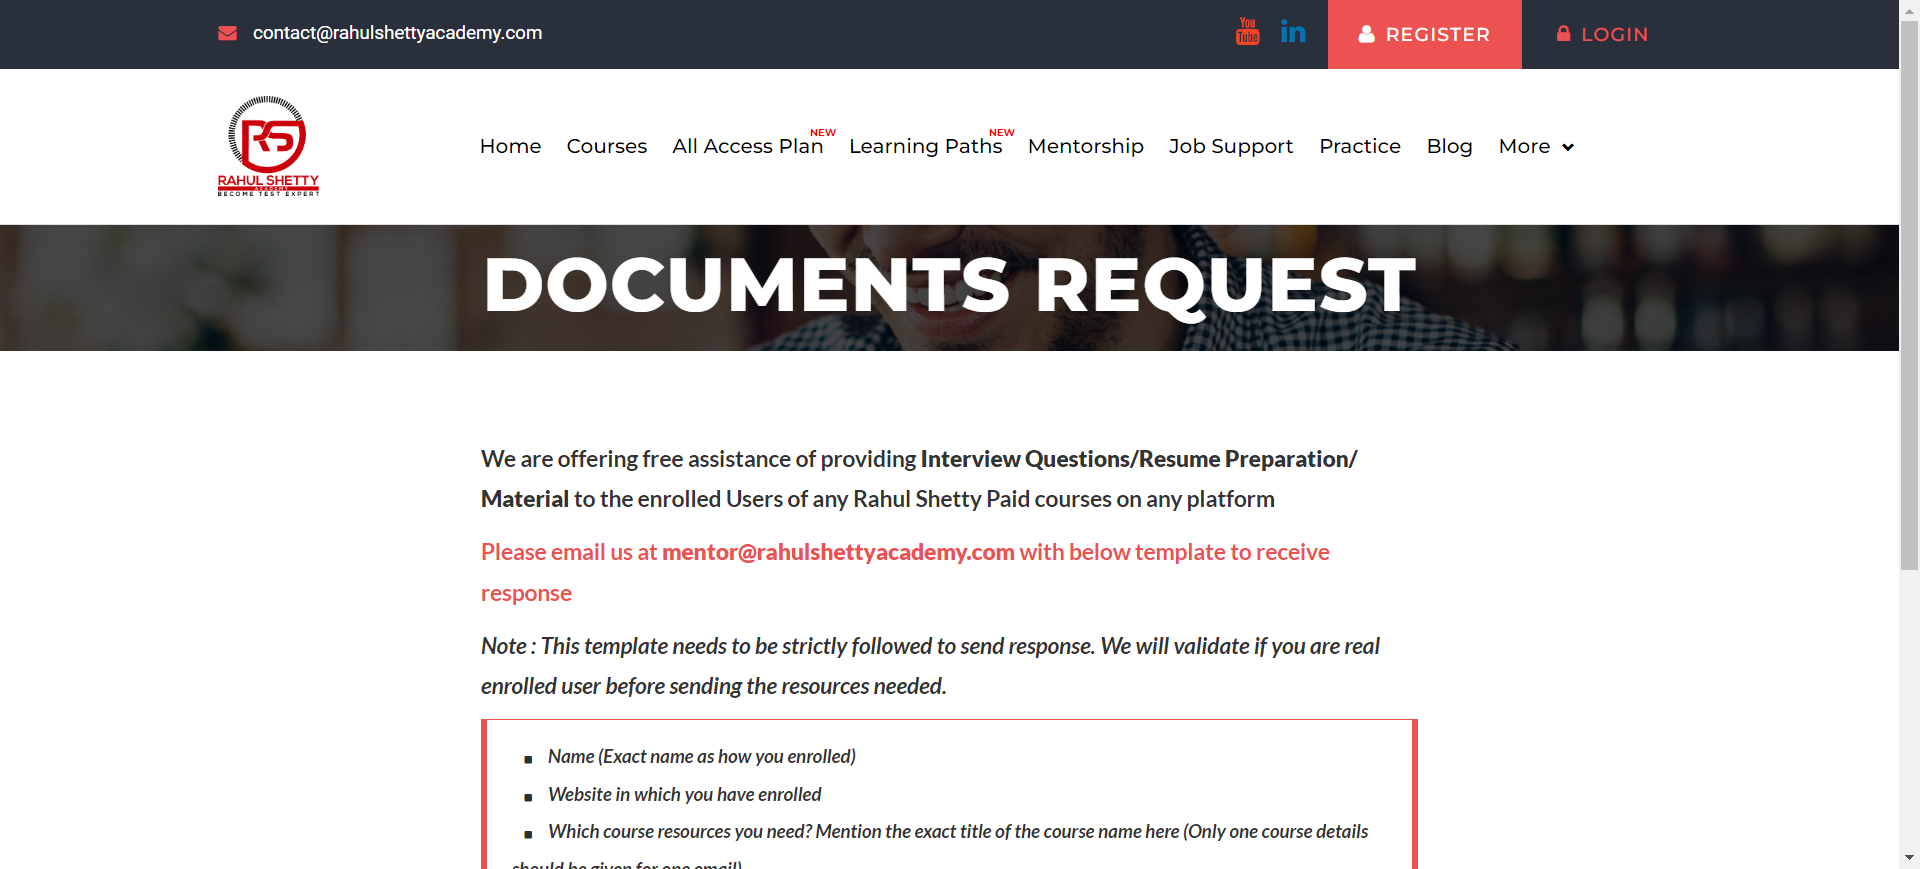 contact@rahulshettyacademy.com
You
Tube
in
REGISTER
LOGIN
RS
RAHUL SHETTY
ACADEMY
BECOME TEST EXPERT
Home
Courses
All Access Plan
NEW
Learning Paths
NEW
Mentorship
Job Support
Practice
Blog
More
DOCUMENTS REQUEST
We are offering free assistance of providing Interview Questions/Resume Preparation/
Material to the enrolled Users of any Rahul Shetty Paid courses on any platform
Please email us at mentor@rahulshettyacademy.com with below template to receive
response
Note : This template needs to be strictly followed to send response. We will validate if you are real
enrolled user before sending the resources needed.
Name (Exact name as how you enrolled)
Website in which you have enrolled
Which course resources you need? Mention the exact title of the course name here (Only one course details
should be given for one email)